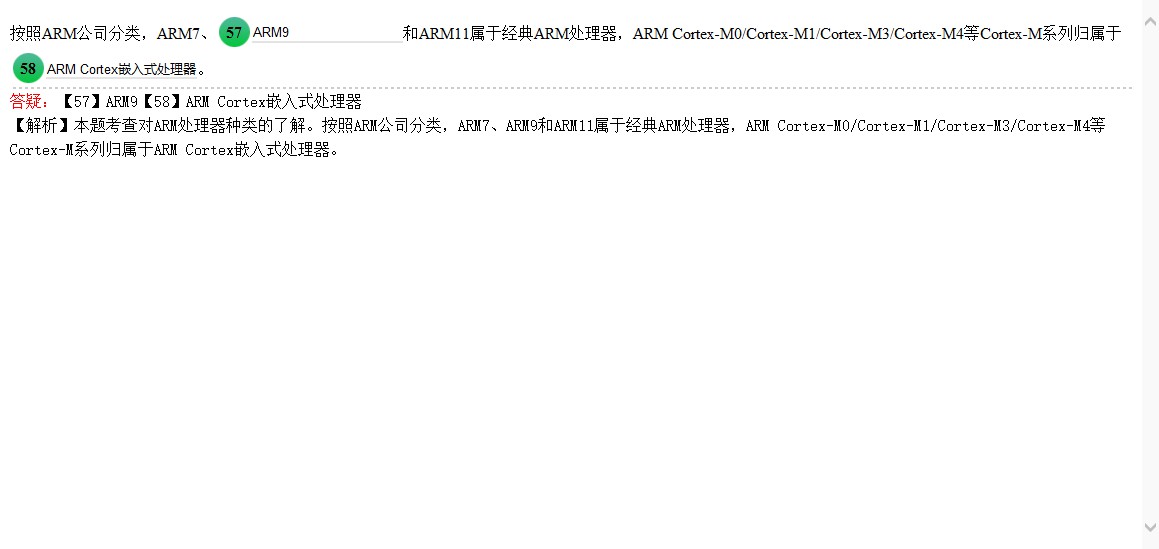 按照ARM公司分类，ARM7、 57 ARM9 和ARM11属于经典ARM处理器，ARM Cortex-M0/Cortex-M1/Cortex-M3/Cortex-M4等Cortex-M系列归属于
58 ARM Cortex嵌入式处理器。
答疑：【57】ARM9【58】ARM Cortex嵌入式处理器
【解析】本题考查对ARM处理器种类的了解。按照ARM公司分类，ARM7、ARM9和ARM11属于经典ARM处理器，ARM Cortex-M0/Cortex-M1/Cortex-M3/Cortex-M4等
Cortex-M系列归属于ARM Cortex嵌入式处理器。